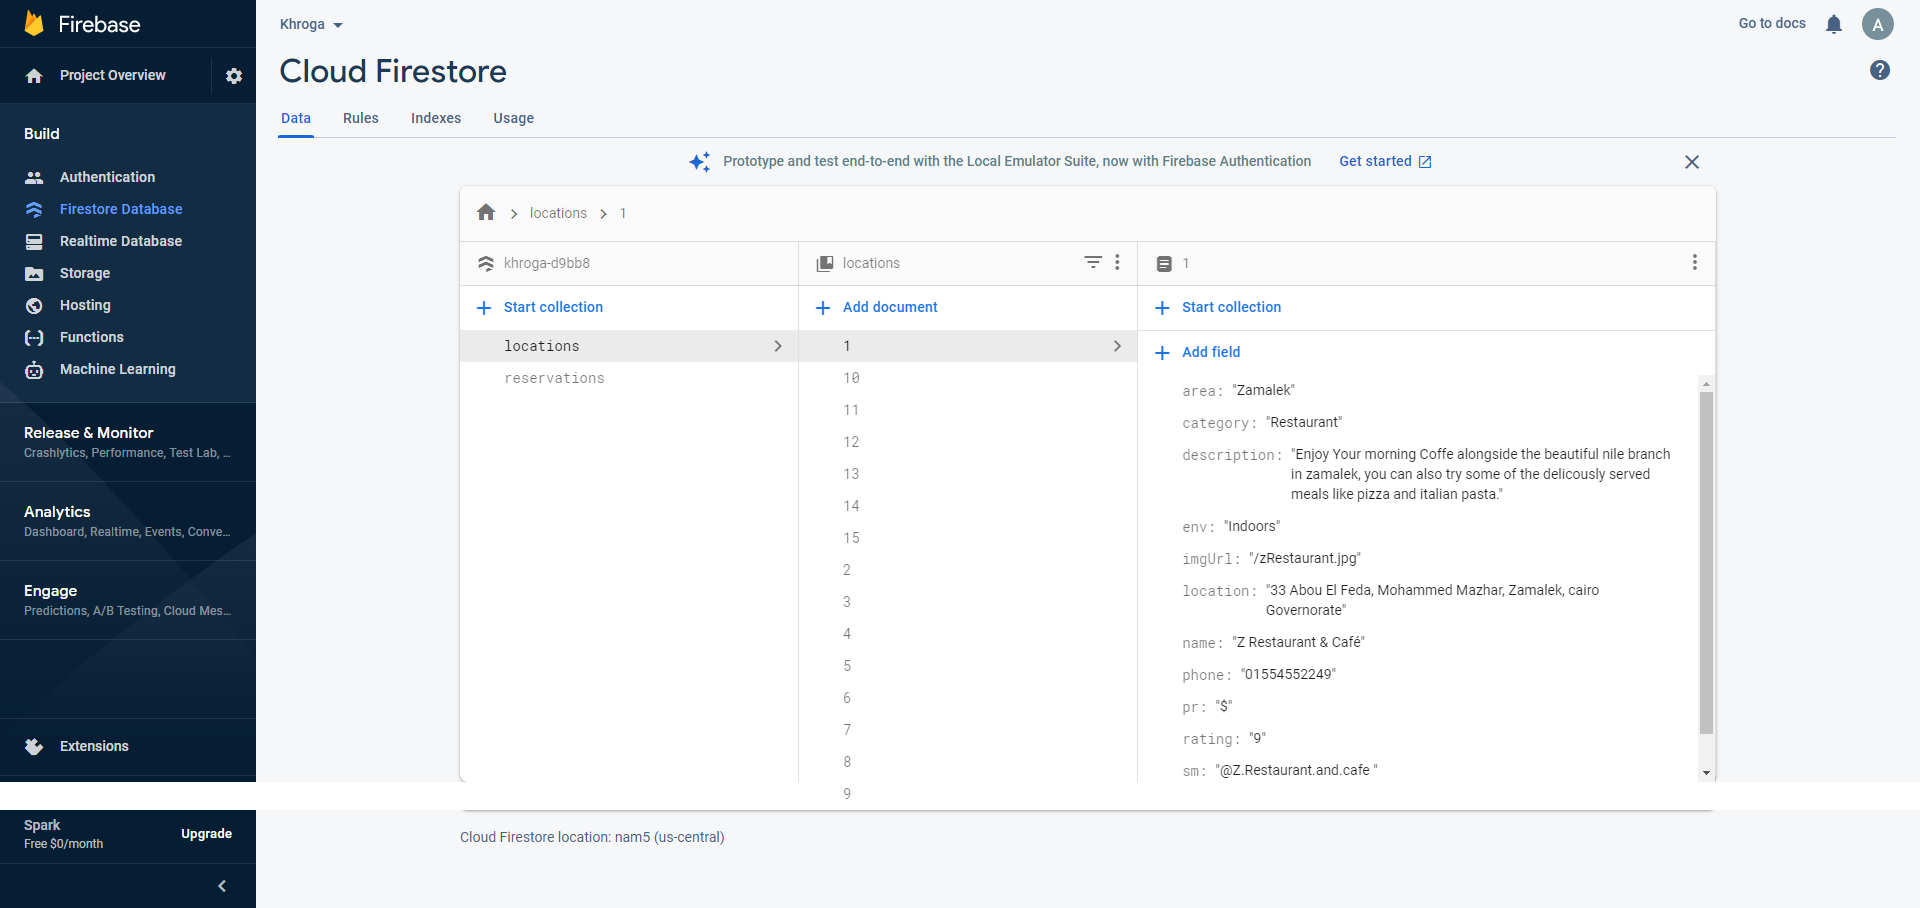 Firebase
Project Overview
Build
Authentication
Firestore Database
Realtime Database
Storage
Hosting
Functions
Machine Learning
Release & Monitor
Crashlytics, Performance, Test Lab, ...
Analytics
Dashboard, Realtime, Events, Conve...
Engage
Predictions, A/B Testing, Cloud Mes...
Extensions
Spark
Free $0/month
Upgrade
Khroga
Go to docs
A
Cloud Firestore
Data Rules Indexes Usage
Prototype and test end-to-end with the Local Emulator Suite, now with Firebase Authentication Get started
locations 1
khroga-d9bb8
Start collection
locations
reservations
locations
Add document
1
10
11
12
13
14
15
2
3
4
5
6
7
8
9
1
Start collection
Add field
area: "Zamalek"
category: "Restaurant"
description: "Enjoy Your morning Coffe alongside the beautiful nile branch
in zamalek, you can also try some of the delicously served
meals like pizza and italian pasta."
env: "Indoors"
imgUrl: "/zRestaurant.jpg"
location: "33 Abou El Feda, Mohammed Mazhar, Zamalek, cairo
Governorate"
name: "Z Restaurant & Café"
phone: "01554552249"
pr: "$"
rating: "9"
sm: "@Z.Restaurant.and.cafe "
Cloud Firestore location: nam5 (us-central)